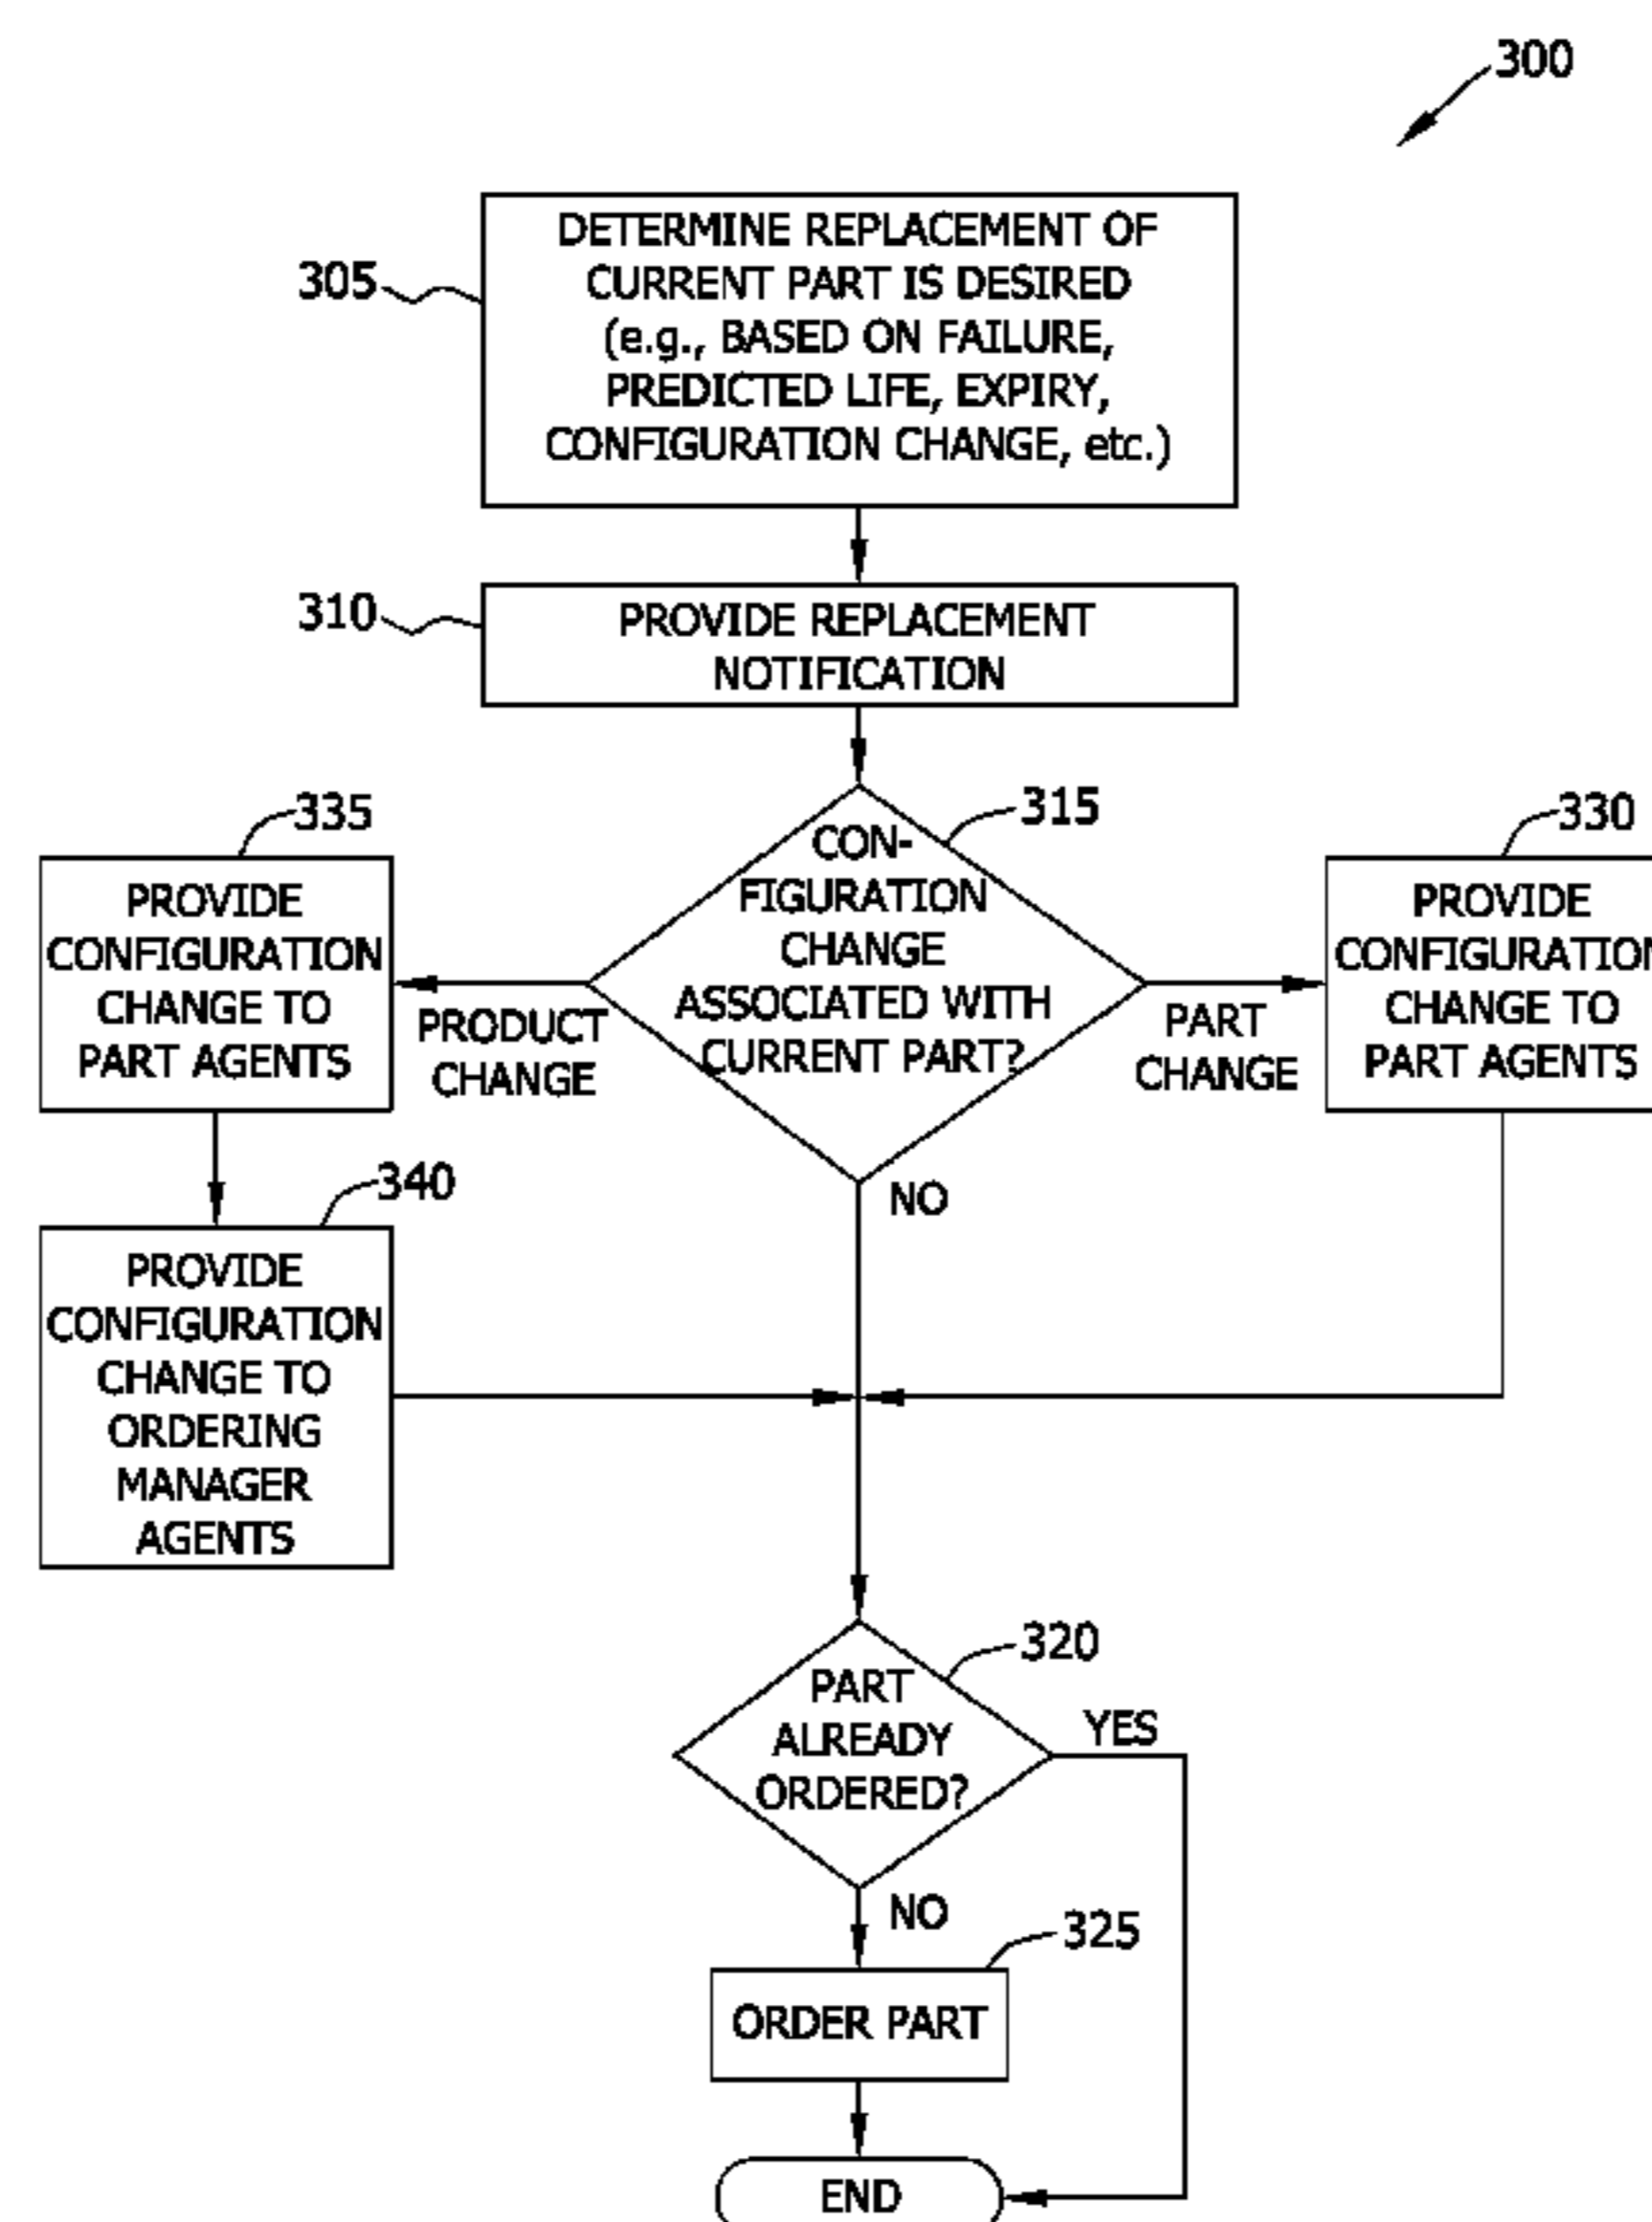 300
305
DETERMINE REPLACEMENT OF
CURRENT PART IS DESIRED
(e.g., BASED ON FAILURE,
PREDICTED LIFE, EXPIRY,
CONFIGURATION CHANGE, etc.)
310
PROVIDE REPLACEMENT
NOTIFICATION
315
CON-
FIGURATION
CHANGE
ASSOCIATED WITH
CURRENT PART?
335
PROVIDE
CONFIGURATION
CHANGE TO
PART AGENTS
PRODUCT
CHANGE
PART
CHANGE
330
PROVIDE
CONFIGURATION
CHANGE TO
PART AGENTS
340
PROVIDE
CONFIGURATION
CHANGE TO
ORDERING
MANAGER
AGENTS
NO
320
PART
ALREADY
ORDERED?
YES
NO
325
ORDER PART
END